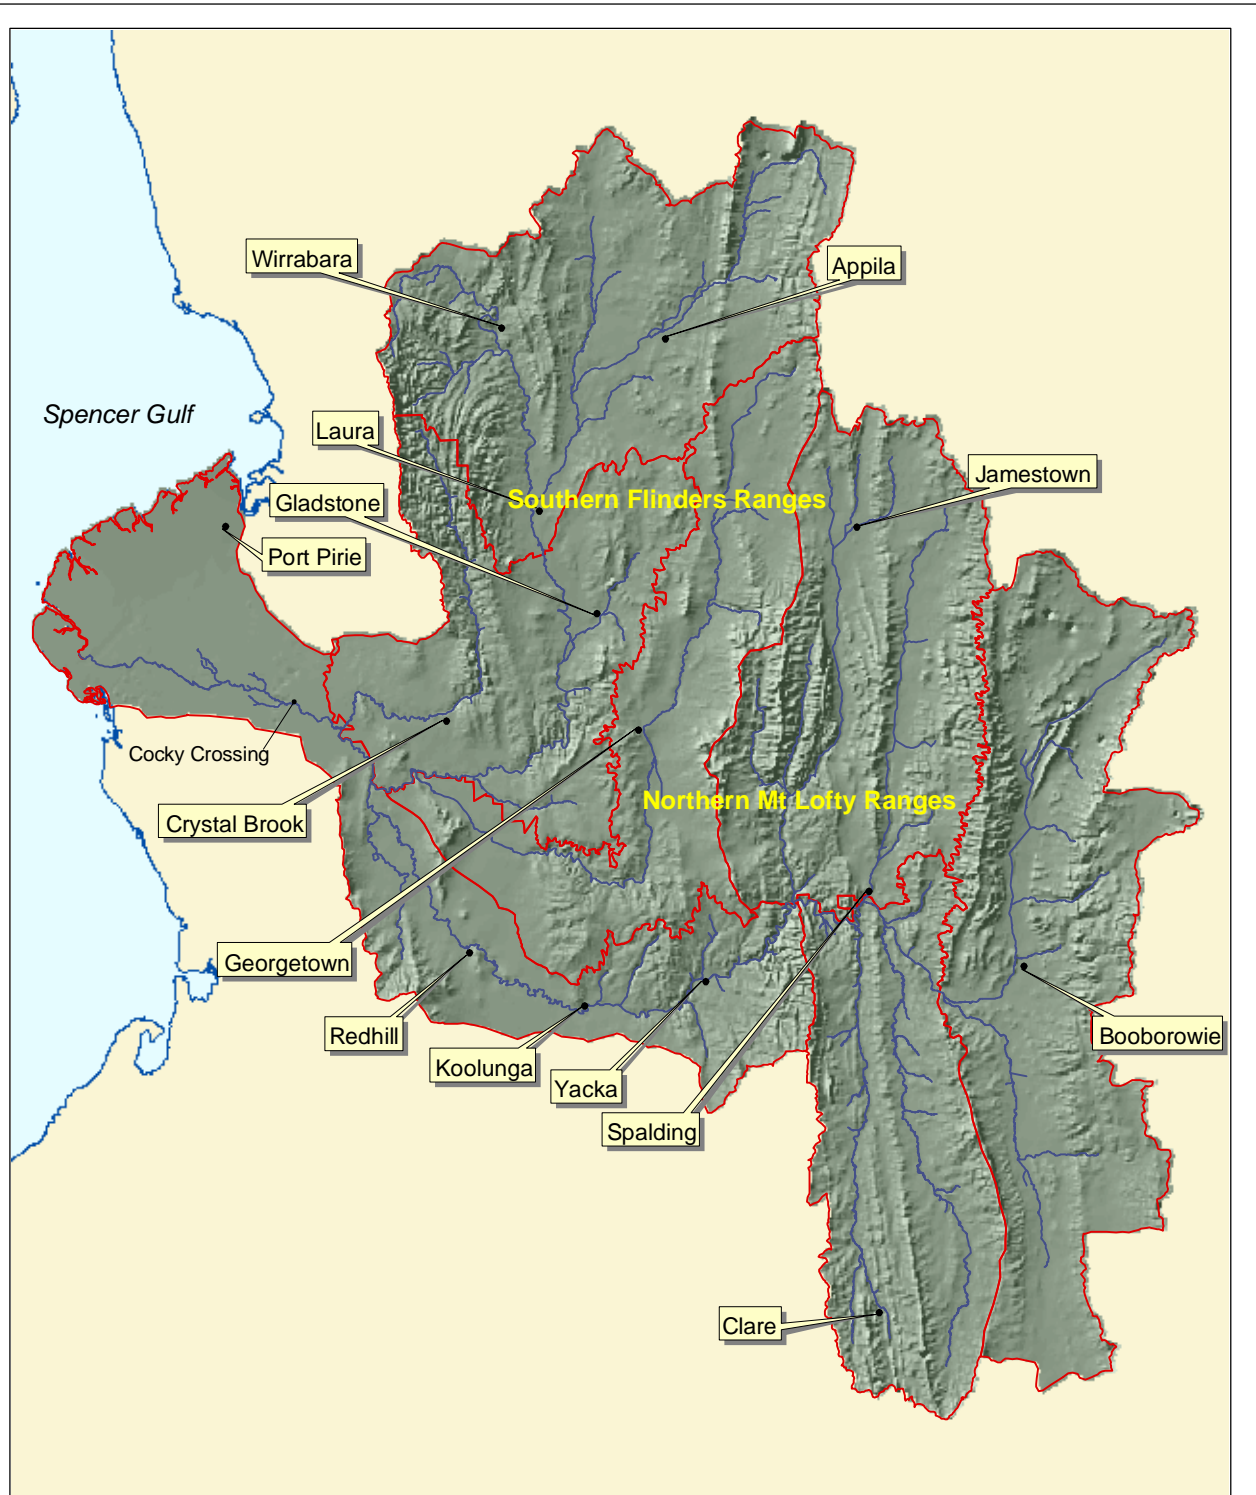 Wirrabara
Appila
Spencer Gulf
Laura
Jamestown
Southern Flinders Ranges
Gladstone
Port Pirie
Cocky Crossing
Northern Mt Lofty Ranges
Crystal Brook
Georgetown
Redhill
Booborowie
Koolunga
Yacka
Spalding
Clare